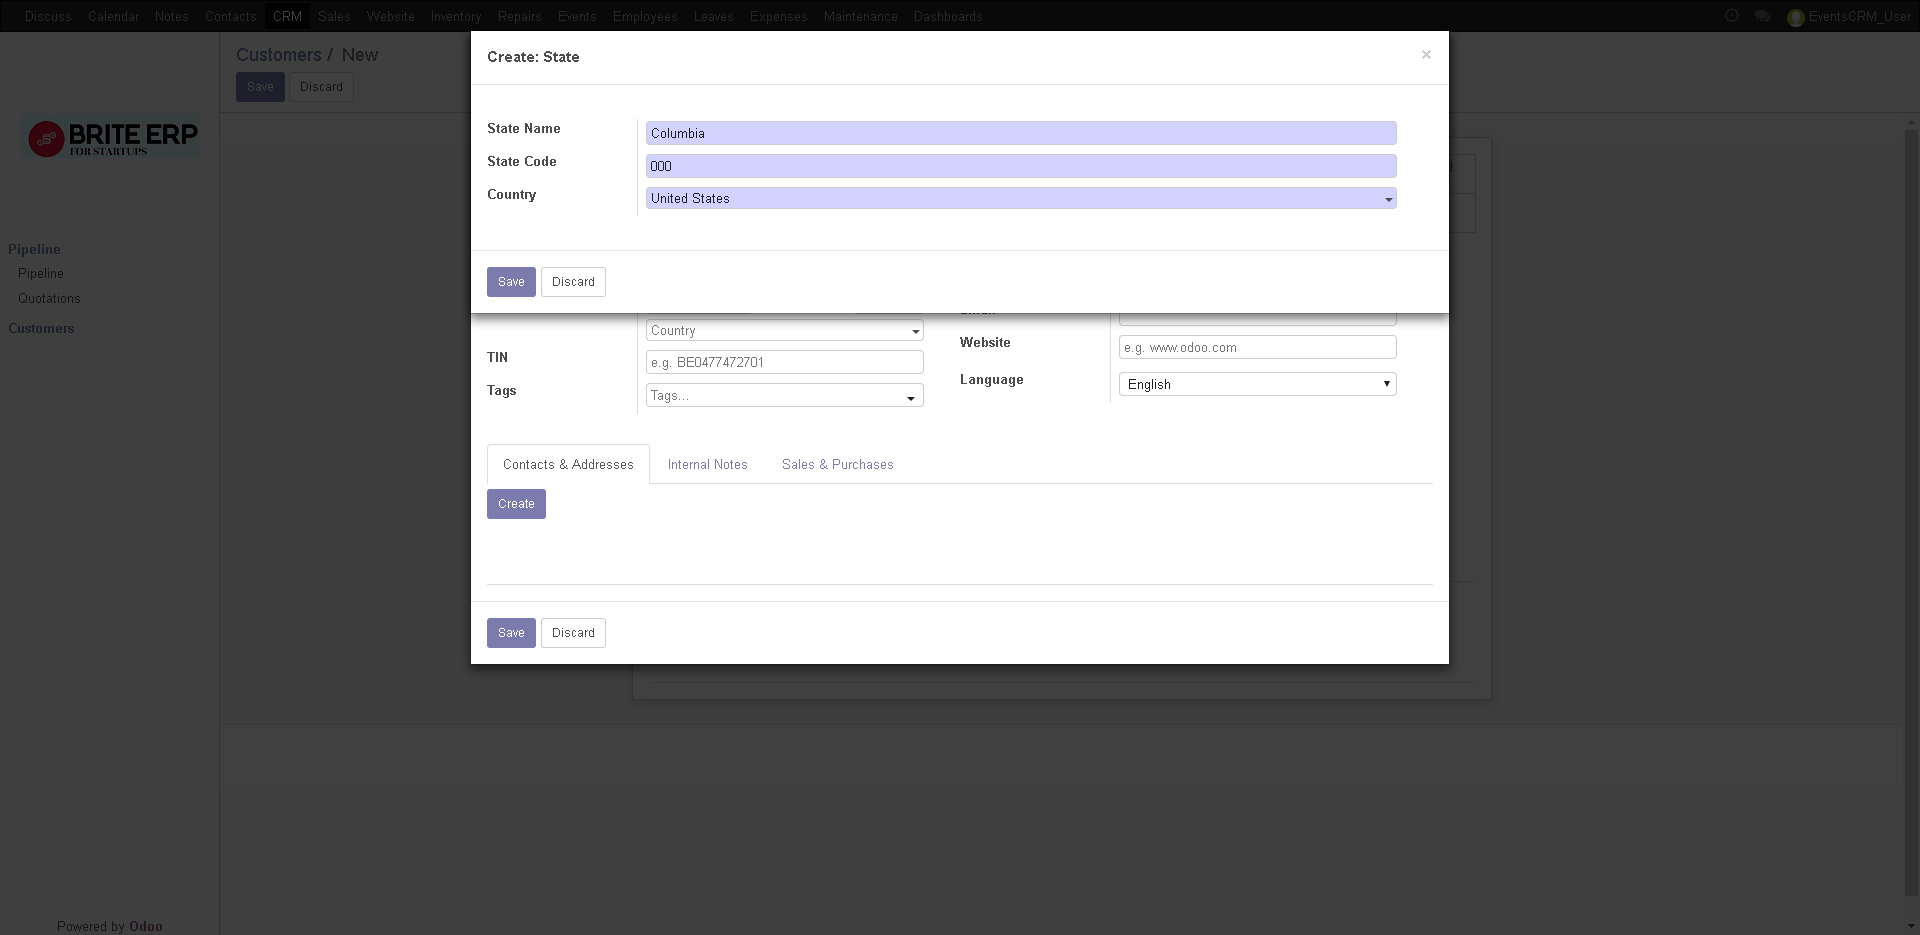 Discuss Calendar Notes Contacts CRM Sales Website Inventory Repairs Events Employees Leaves Expenses Maintenance Dashboards EventsCRM_User
Customers / New
Save Discard
BRITE ERP
FOR STARTUPS
Pipeline
Pipeline
Quotations
Customers
Powered by Odoo
Create: State ×
State Name Columbia
State Code 000
Country United States
Save Discard
Country
TIN e.g. BE0477472701
Tags Tags...
Website e.g. www.odoo.com
Language English
Contacts & Addresses Internal Notes Sales & Purchases
Create
Save Discard